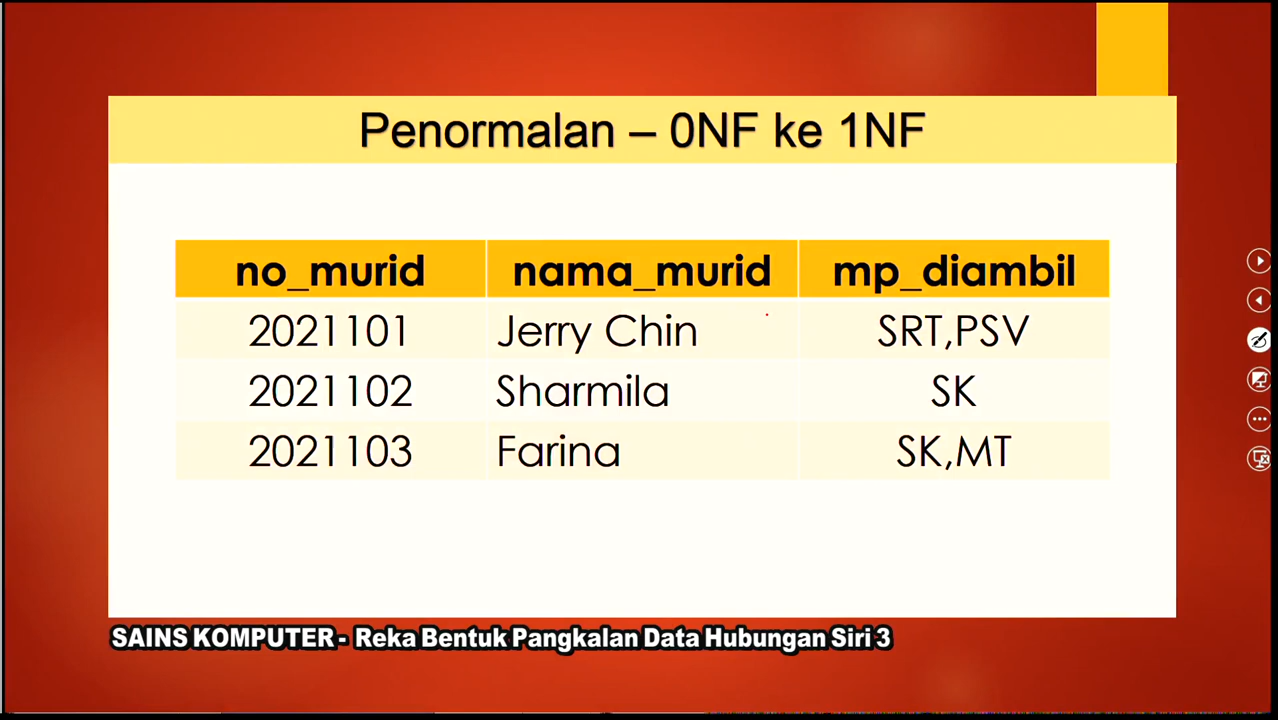 Penormalan – 0NF ke 1NF
no_murid nama_murid mp_diambil
2021101 Jerry Chin SRT,PSV
2021102 Sharmila SK
2021103 Farina SK,MT
SAINS KOMPUTER - Reka Bentuk Pangkalan Data Hubungan Siri 3